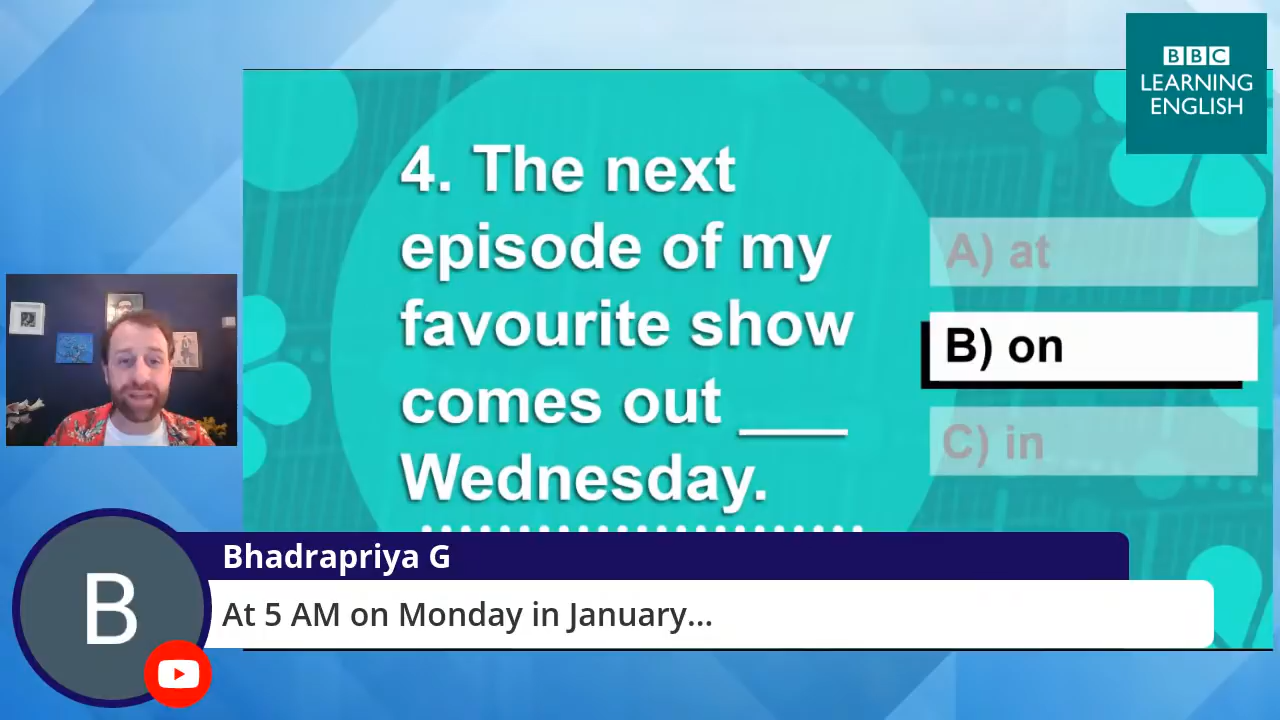 BBC
LEARNING
ENGLISH
4. The next
episode of my
favourite show
comes out ___
Wednesday.
A) at
B) on
C) in
B
Bhadrapriya G
At 5 AM on Monday in January...